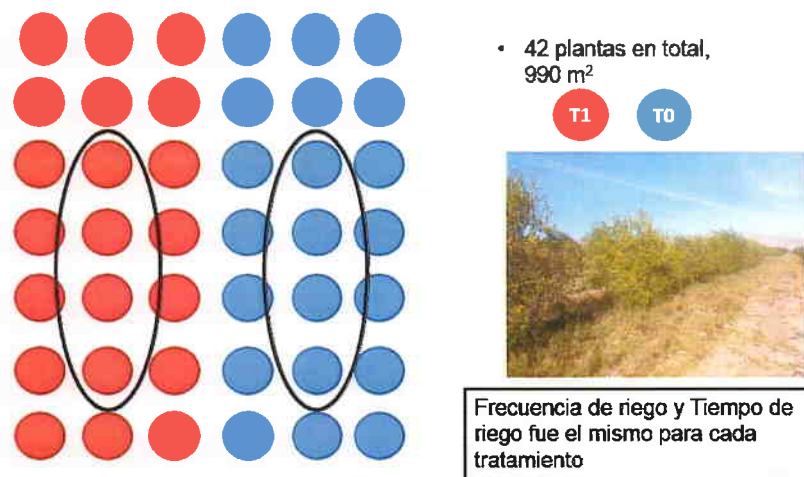 • 42 plantas en total,
990 m²
T1 T0
Frecuencia de riego y Tiempo de
riego fue el mismo para cada
tratamiento